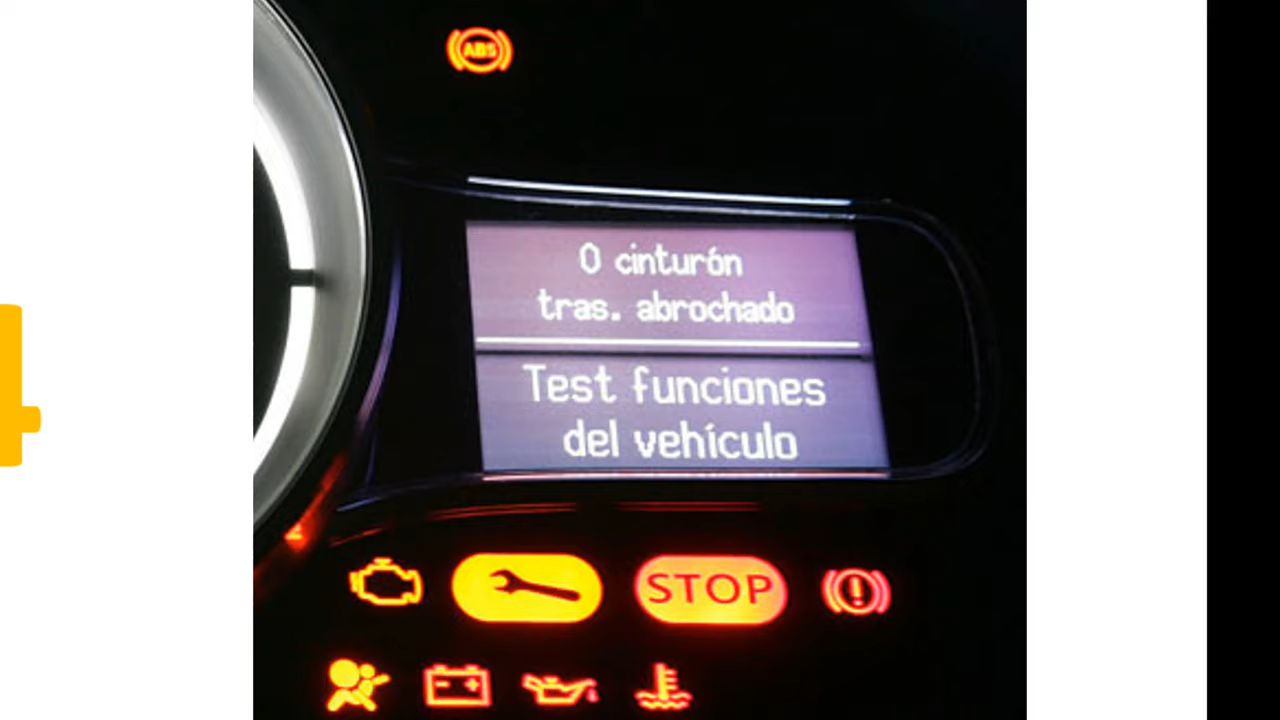 ABS
0 cinturón
tras. abrochado
Test funciones
del vehículo
STOP